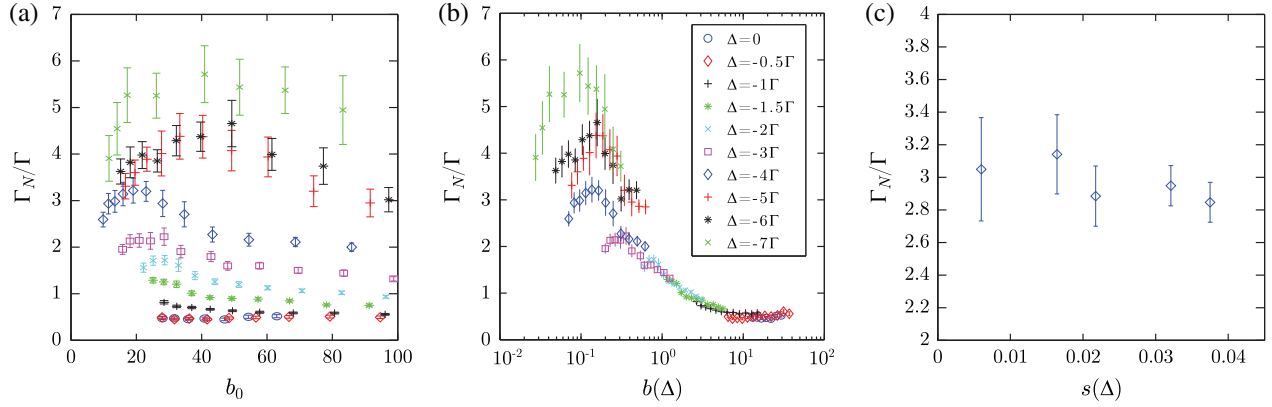 (a)
Γ_N/Γ
7
6
5
4
3
2
1
0
0 20 40 60 80 100
b_0
(b)
Γ_N/Γ
7
6
5
4
3
2
1
0
10^-2 10^-1 10^0 10^1 10^2
b(Δ)
Δ=0
Δ=-0.5Γ
Δ=-1Γ
Δ=-1.5Γ
Δ=-2Γ
Δ=-3Γ
Δ=-4Γ
Δ=-5Γ
Δ=-6Γ
Δ=-7Γ
(c)
Γ_N/Γ
4
3.8
3.6
3.4
3.2
3
2.8
2.6
2.4
2.2
2
0 0.01 0.02 0.03 0.04
s(Δ)